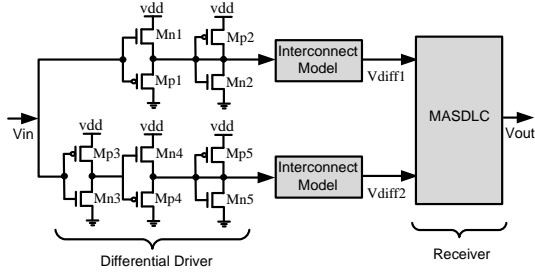 vdd vdd
Mn1 Mp2
Mp1 Mn2
Interconnect
Model
Vdiff1
Vin
MASDLC
Vout
vdd vdd vdd
Mp3 Mn4 Mp5
Mn3 Mp4 Mn5
Interconnect
Model
Vdiff2
Differential Driver
Receiver